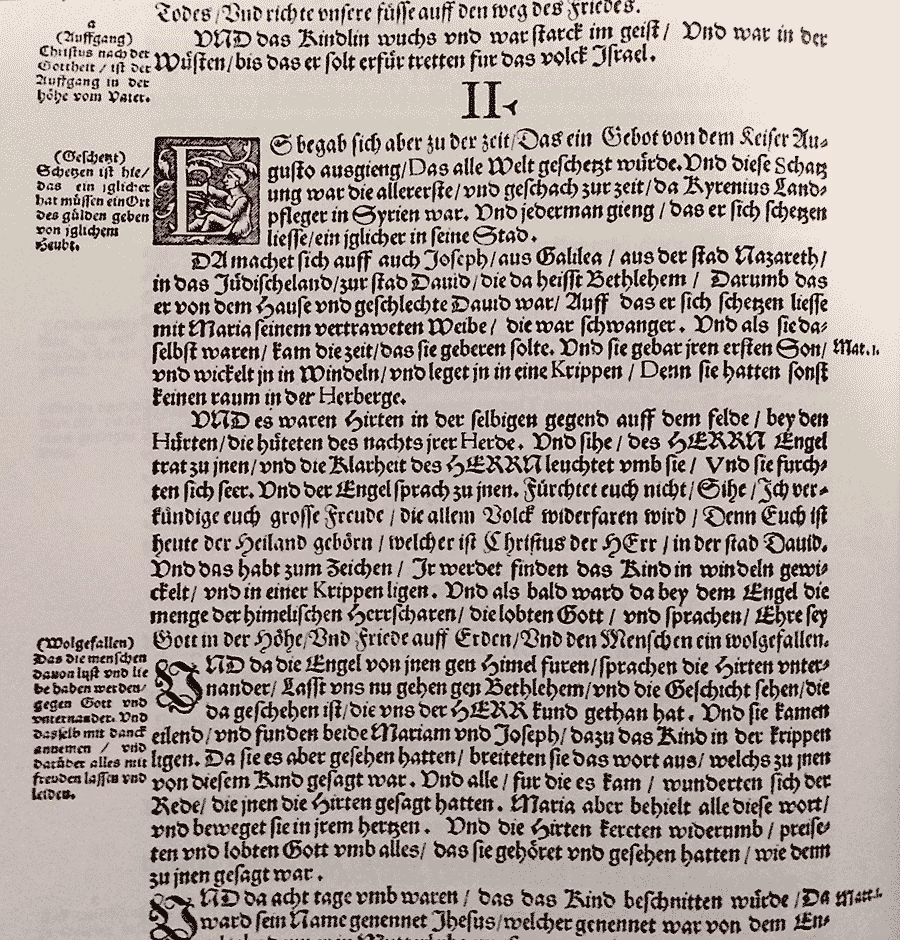 Todes/Vnd richte vnsere füsse auff den weg des Friedes.
VND das Kindlin wuchs vnd war starck im geist/ Vnd war in der
Wüsten/bis das er solt erfür tretten fur das volck Israel.
a
(Auffgang)
Christus nach der
Gottheit / ist der
Auffgang in der
höhe vom Vater.
II.
(Geschetzt)
Schetzen ist hie/
das ein jglicher
hat müssen ein Ort
des gülden geben
von jglichem
Heubt.
ES begab sich aber zu der zeit/Das ein Gebot von dem Keiser Au-
gusto ausgieng/Das alle Welt geschetzt würde.Vnd diese Schatz
ung war die allererste/vnd geschach zur zeit/da Kyrenius Land-
pfleger in Syrien war. Vnd jederman gieng/das er sich schetzen
liesse/ein jglicher in seine Stad.
DA machet sich auff auch Joseph/aus Galilea / aus der stad Nazareth/
in das Jüdischeland/zur stad Dauid/die da heisst Bethlehem / Darumb das
er von dem Hause vnd geschlechte Dauid war/ Auff das er sich schetzen liesse
mit Maria seinem vertraweten Weibe/ die war schwanger. Vnd als sie da-
selbst waren/ kam die zeit/das sie geberen solte. Vnd sie gebar jren ersten Son/
Mat.1.
vnd wickelt jn in Windeln/vnd leget jn in eine Krippen / Denn sie hatten sonst
keinen raum in der Herberge.
VND es waren Hirten in der selbigen gegend auff dem felde / bey den
Hürten/die hüteten des nachts jrer Herde. Vnd sihe / des HERRN Engel
trat zu jnen/vnd die Klarheit des HERRN leuchtet vmb sie / Vnd sie furch-
ten sich seer. Vnd der Engel sprach zu jnen. Fürchtet euch nicht/ Sihe / Ich ver-
kündige euch grosse Freude / die allem Volck widerfaren wird / Denn Euch ist
heute der Heiland geborn / welcher ist Christus der HErr / in der stad Dauid.
Vnd das habt zum Zeichen / Jr werdet finden das Kind in windeln gewi-
ckelt/ vnd in einer Krippen ligen. Vnd als bald ward da bey dem Engel die
menge der himelischen Herrscharen/ die lobten Gott / vnd sprachen/ Ehre sey
Gott in der Höhe/Vnd Friede auff Erden/Vnd den Menschen ein wolgefallen.
(Wolgefallen)
Das die menschen
dauon lust vnd lie
be haben werden/
gegen Gott vnd
vnternander. Vnd
dasselb mit danck
annemen / vnd
darüber alles mit
freuden lassen vnd
leiden.
VND da die Engel von jnen gen Himel furen/sprachen die Hirten vnter-
nander/ Lasst vns nu gehen gen Bethlehem/vnd die Geschicht sehen/die
da geschehen ist/die vns der HERR kund gethan hat. Vnd sie kamen
eilend/vnd funden beide Mariam vnd Joseph/ dazu das Kind in der krippen
ligen. Da sie es aber gesehen hatten/ breiteten sie das wort aus/ welchs zu jnen
von diesem Kind gesagt war. Vnd alle / fur die es kam / wunderten sich der
Rede/ die jnen die Hirten gesagt hatten. Maria aber behielt alle diese wort/
vnd beweget sie in jrem hertzen. Vnd die Hirten kereten widerumb / preise-
ten vnd lobten Gott vmb alles/ das sie gehöret vnd gesehen hatten / wie denn
zu jnen gesagt war.
VND da acht tage vmb waren / das das Kind beschnitten würde /Da
Matt.1.
ward sein Name genennet Jhesus/welcher genennet war von dem En-